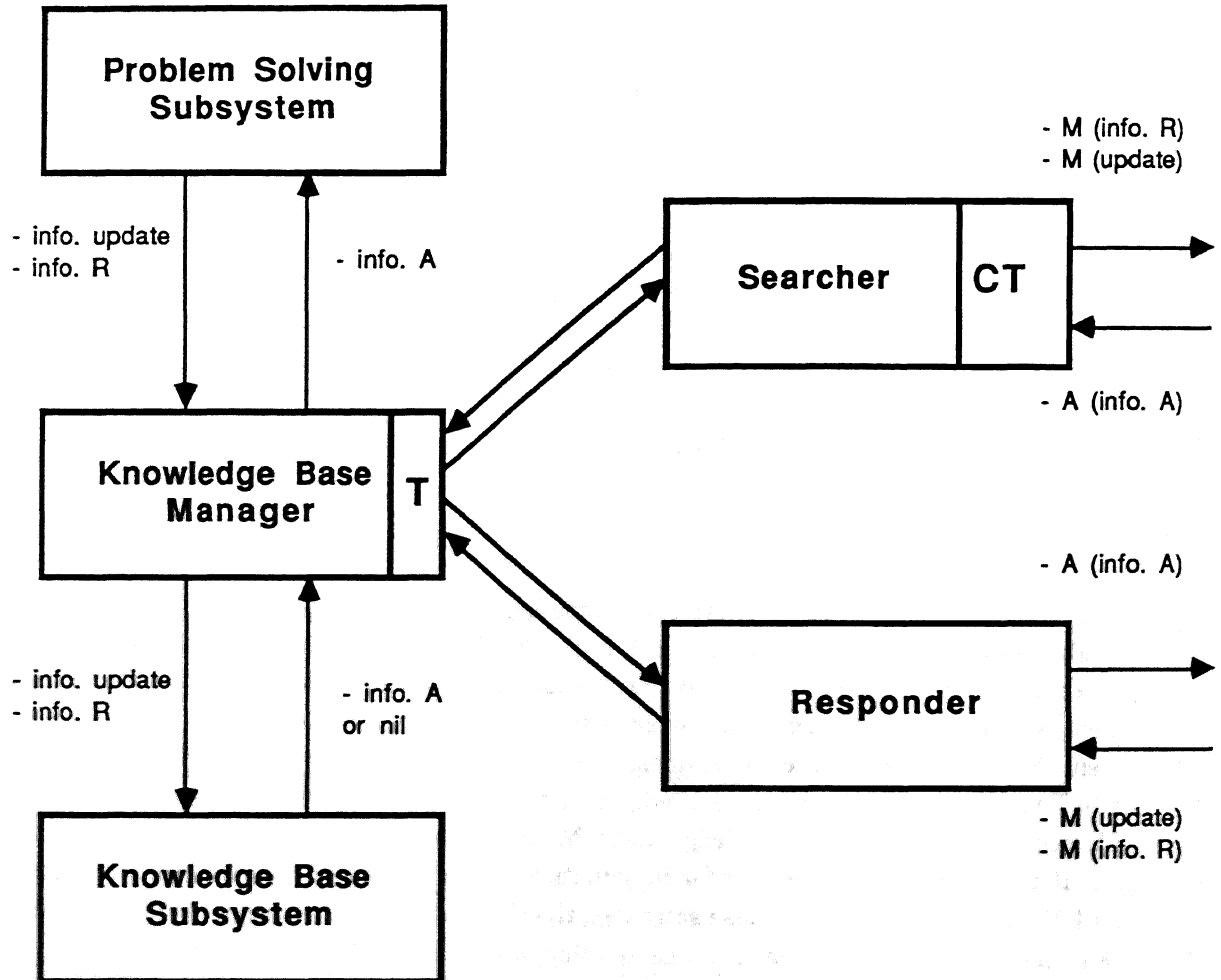 Problem Solving
Subsystem
- M (info. R)
- M (update)
- info. update
- info. R
- info. A
Searcher
CT
- A (info. A)
Knowledge Base
Manager
T
- A (info. A)
- info. update
- info. R
- info. A
or nil
Responder
- M (update)
- M (info. R)
Knowledge Base
Subsystem